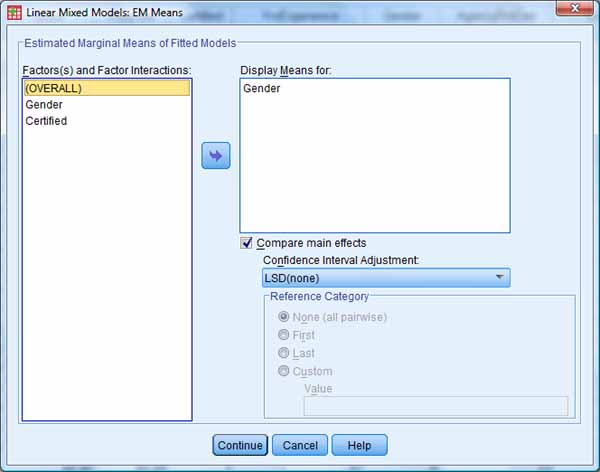 Linear Mixed Models: EM Means
Estimated Marginal Means of Fitted Models
Factors(s) and Factor Interactions:
(OVERALL)
Gender
Certified
Display Means for:
Gender
Compare main effects
Confidence Interval Adjustment:
LSD(none)
Reference Category
None (all pairwise)
First
Last
Custom
Value
Continue
Cancel
Help